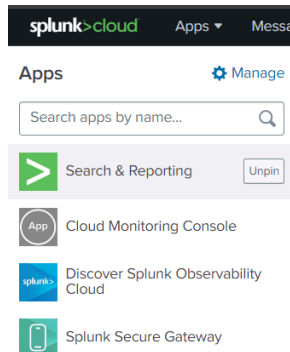 splunk>cloud Apps Messa
Apps Manage
Search apps by name...
Search & Reporting Unpin
App Cloud Monitoring Console
splunk> Discover Splunk Observability
Cloud
Splunk Secure Gateway